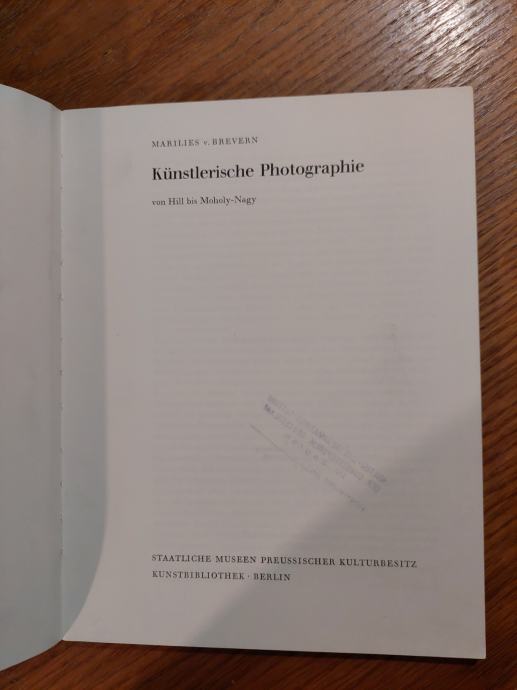 MARILIES v. BREVERN
Künstlerische Photographie
von Hill bis Moholy-Nagy
STAATLICHE MUSEEN PREUSSISCHER KULTURBESITZ
KUNSTBIBLIOTHEK · BERLIN